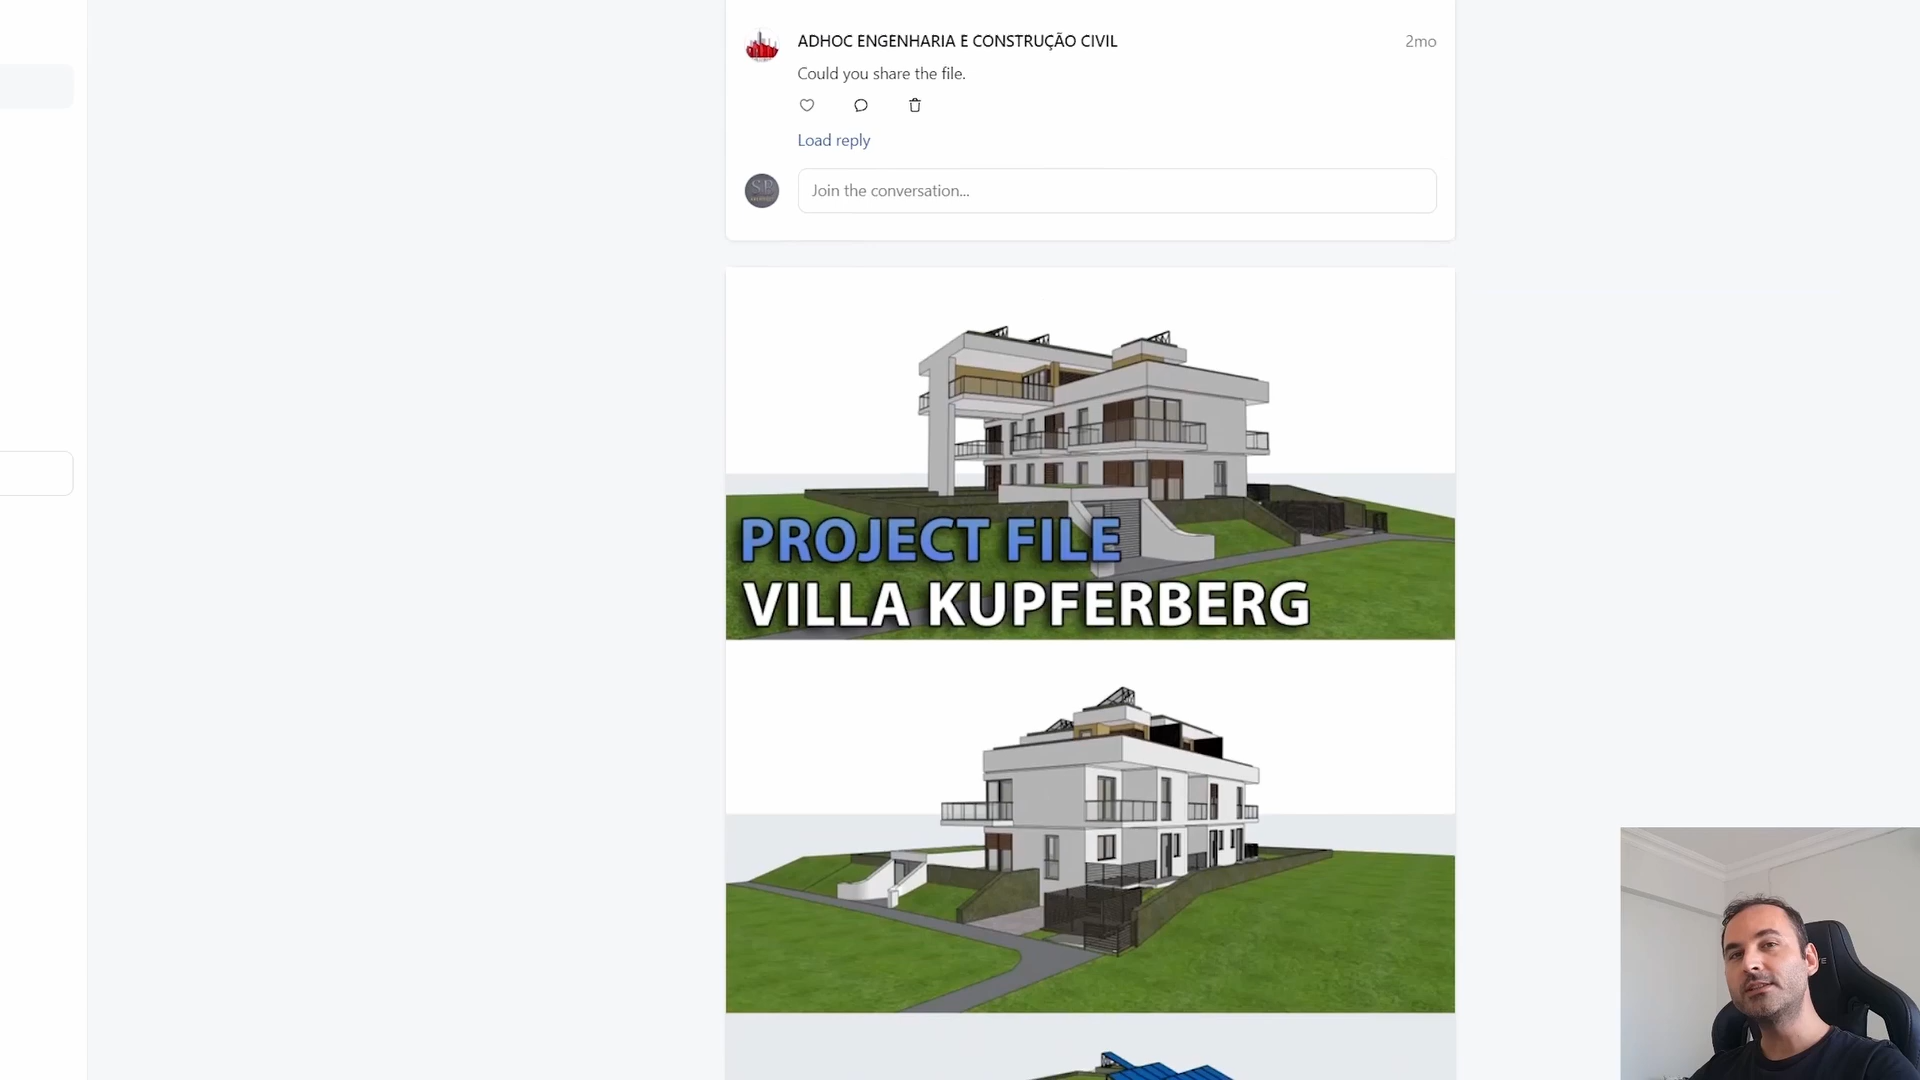 ADHOC ENGENHARIA E CONSTRUÇÃO CIVIL
2mo
Could you share the file.
Load reply
Join the conversation...
PROJECT FILE
VILLA KUPFERBERG